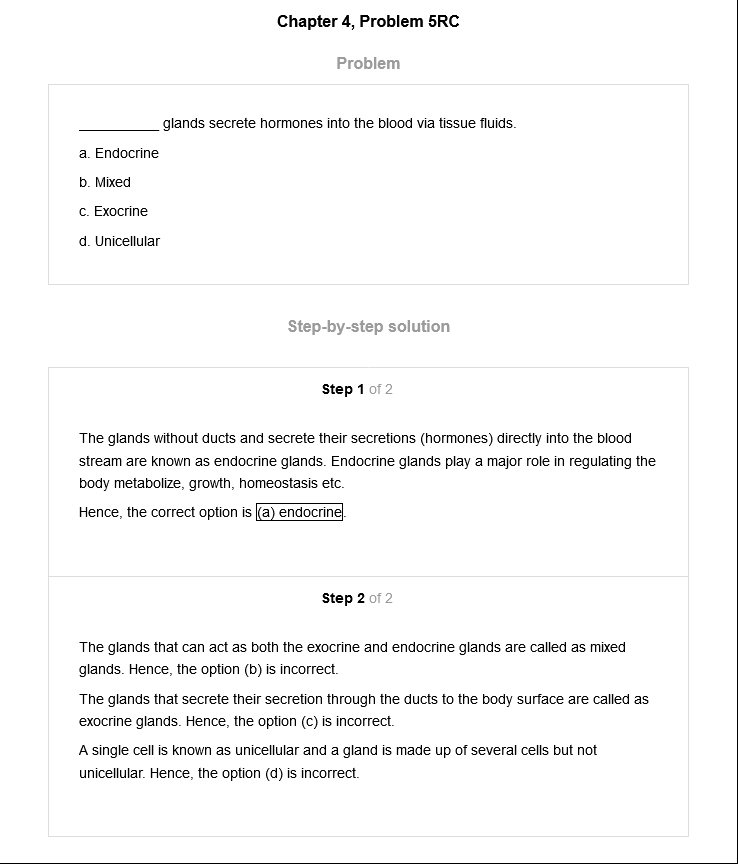 Chapter 4, Problem 5RC
Problem
__________ glands secrete hormones into the blood via tissue fluids.
a. Endocrine
b. Mixed
c. Exocrine
d. Unicellular
Step-by-step solution
Step 1 of 2
The glands without ducts and secrete their secretions (hormones) directly into the blood
stream are known as endocrine glands. Endocrine glands play a major role in regulating the
body metabolize, growth, homeostasis etc.
Hence, the correct option is (a) endocrine.
Step 2 of 2
The glands that can act as both the exocrine and endocrine glands are called as mixed
glands. Hence, the option (b) is incorrect.
The glands that secrete their secretion through the ducts to the body surface are called as
exocrine glands. Hence, the option (c) is incorrect.
A single cell is known as unicellular and a gland is made up of several cells but not
unicellular. Hence, the option (d) is incorrect.